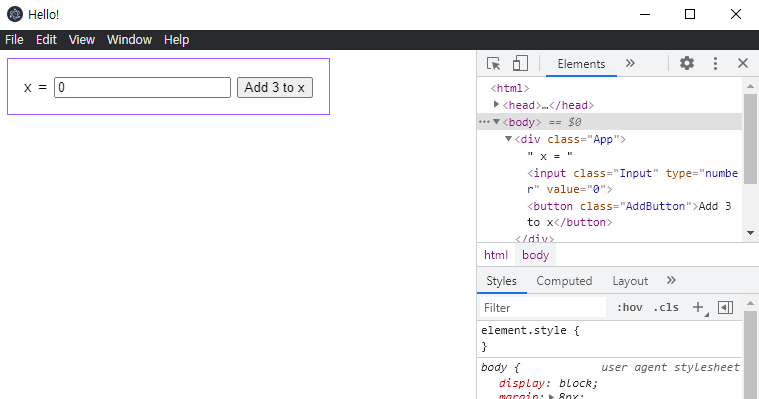 Hello!
File Edit View Window Help
x = 0 Add 3 to x
Elements
<html>
<head>…</head>
<body> == $0
<div class="App">
" x = "
<input class="Input" type="numbe
r" value="0">
<button class="AddButton">Add 3
to x</button>
</div>
html body
Styles Computed Layout
Filter :hov .cls
element.style {
}
body { user agent stylesheet
display: block;
margin: 8px;